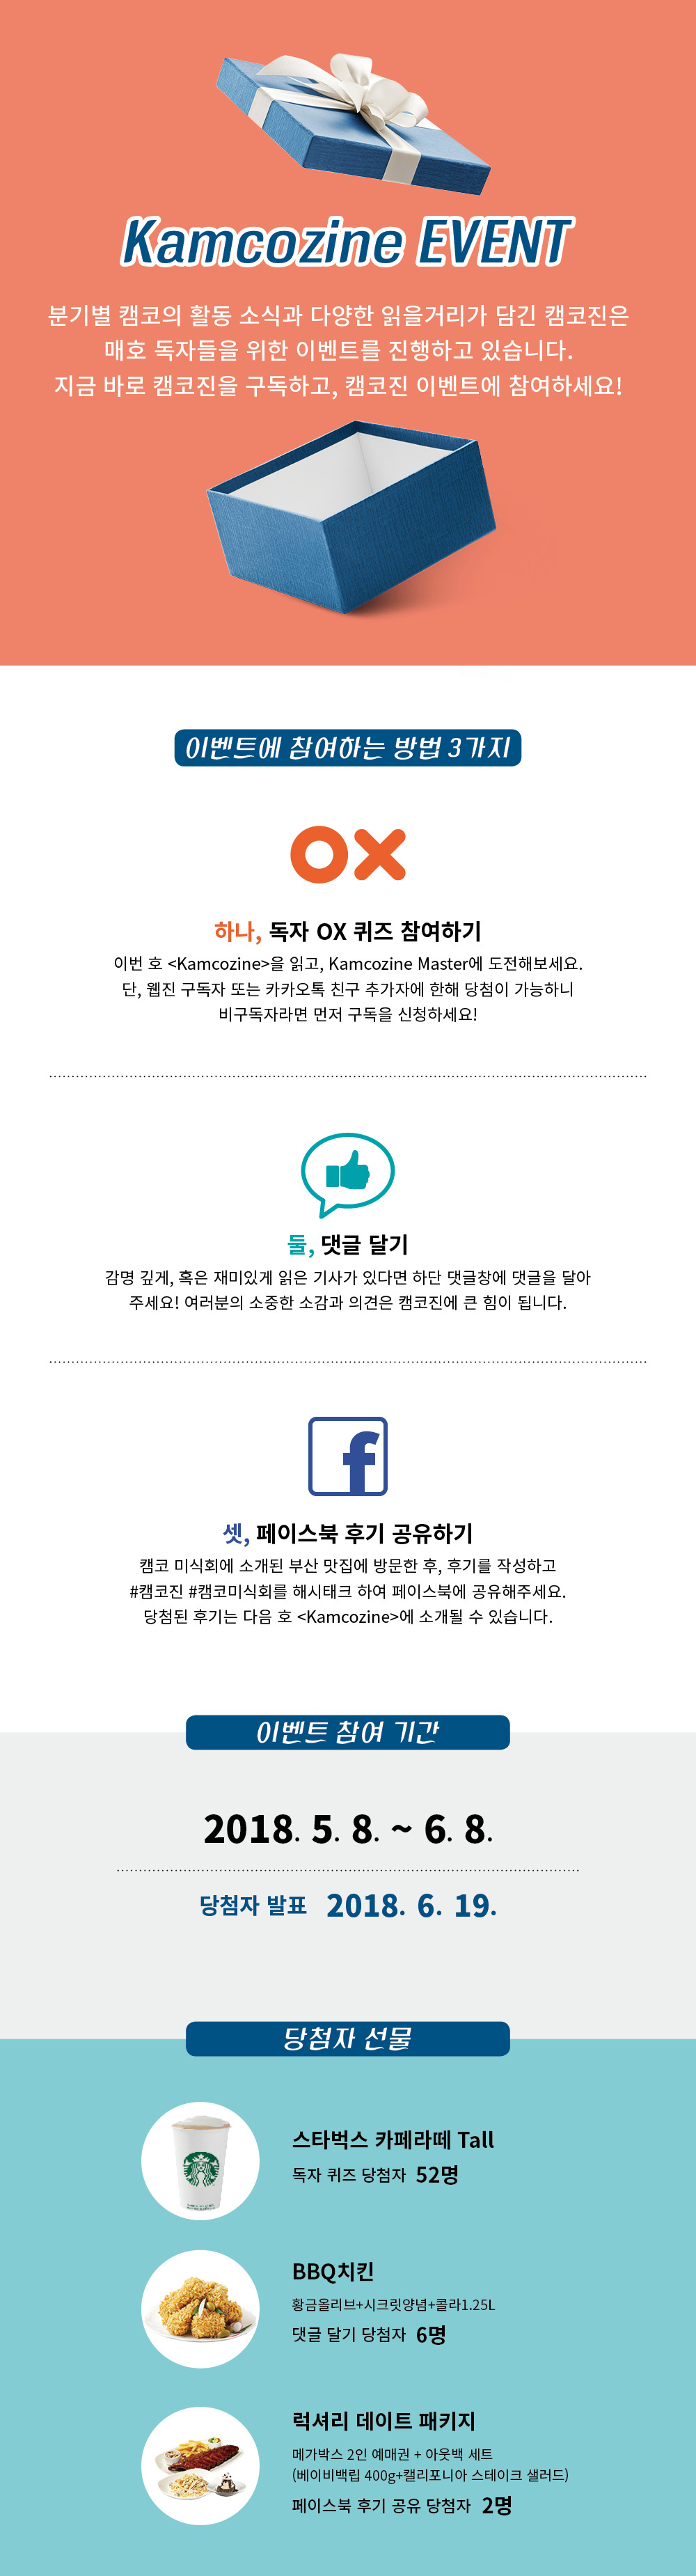 Kamcozine EVENT
분기별 캠코의 활동 소식과 다양한 읽을거리가 담긴 캠코진은
매호 독자들을 위한 이벤트를 진행하고 있습니다.
지금 바로 캠코진을 구독하고, 캠코진 이벤트에 참여하세요!
이벤트에 참여하는 방법 3가지
OX
하나, 독자 OX 퀴즈 참여하기
이번 호 <Kamcozine>을 읽고, Kamcozine Master에 도전해보세요.
단, 웹진 구독자 또는 카카오톡 친구 추가자에 한해 당첨이 가능하니
비구독자라면 먼저 구독을 신청하세요!
둘, 댓글 달기
감명 깊게, 혹은 재미있게 읽은 기사가 있다면 하단 댓글창에 댓글을 달아
주세요! 여러분의 소중한 소감과 의견은 캠코진에 큰 힘이 됩니다.
f
셋, 페이스북 후기 공유하기
캠코 미식회에 소개된 부산 맛집에 방문한 후, 후기를 작성하고
#캠코진 #캠코미식회를 해시태크 하여 페이스북에 공유해주세요.
당첨된 후기는 다음 호 <Kamcozine>에 소개될 수 있습니다.
이벤트 참여 기간
2018. 5. 8. ~ 6. 8.
당첨자 발표 2018. 6. 19.
당첨자 선물
스타벅스 카페라떼 Tall
독자 퀴즈 당첨자 52명
BBQ치킨
황금올리브+시크릿양념+콜라1.25L
댓글 달기 당첨자 6명
럭셔리 데이트 패키지
메가박스 2인 예매권 + 아웃백 세트
(베이비백립 400g+캘리포니아 스테이크 샐러드)
페이스북 후기 공유 당첨자 2명